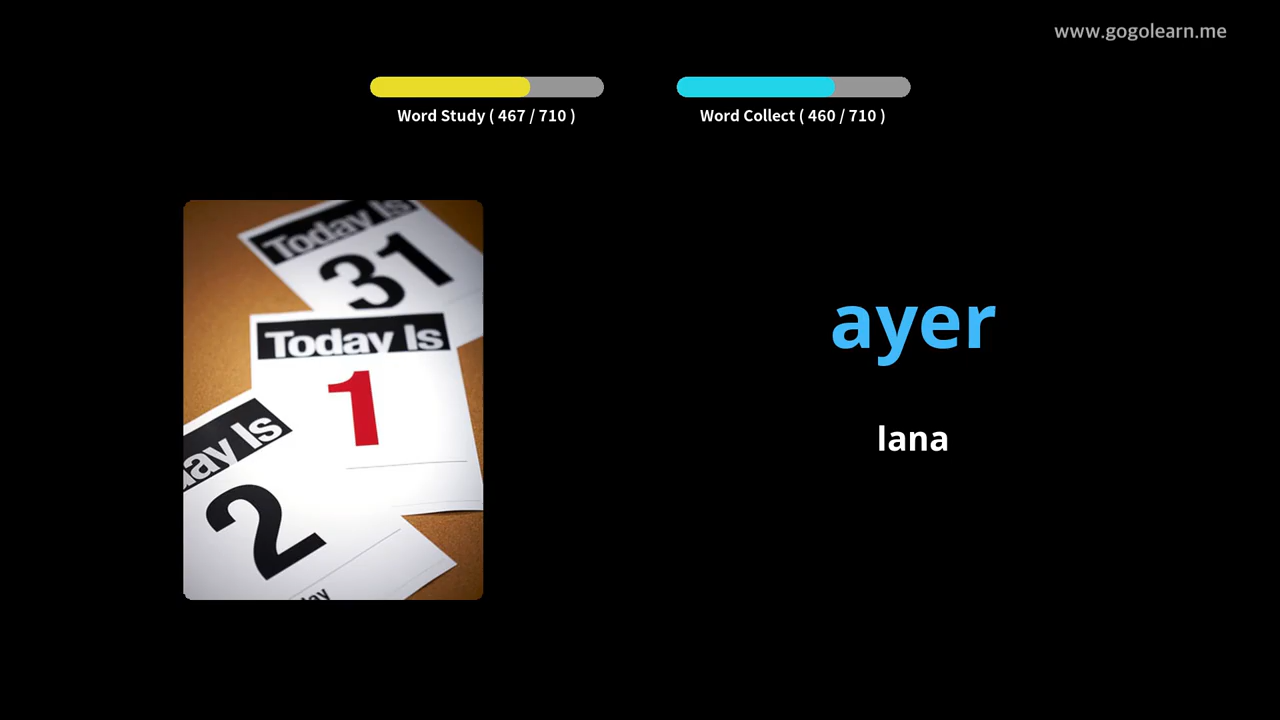 www.gogolearn.me
Word Study ( 467 / 710 )
Word Collect ( 460 / 710 )
Today Is
31
Today Is
1
ay Is
2
ayer
lana